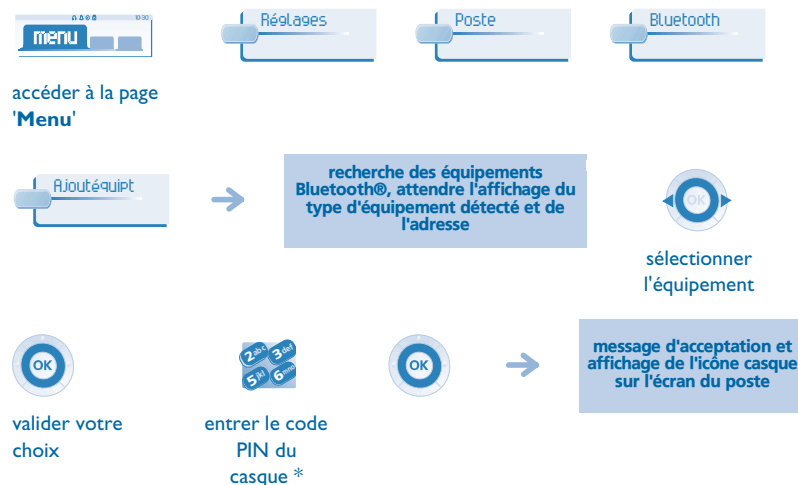 10:30
menu
Réglages
Poste
Bluetooth
accéder à la page
'Menu'
Ajoutéquipt
recherche des équipements
Bluetooth®, attendre l'affichage du
type d'équipement détecté et de
l'adresse
OK
sélectionner
l'équipement
OK
2abc 3def
5jkl 6mno
OK
message d'acceptation et
affichage de l'icône casque
sur l'écran du poste
valider votre
choix
entrer le code
PIN du
casque *